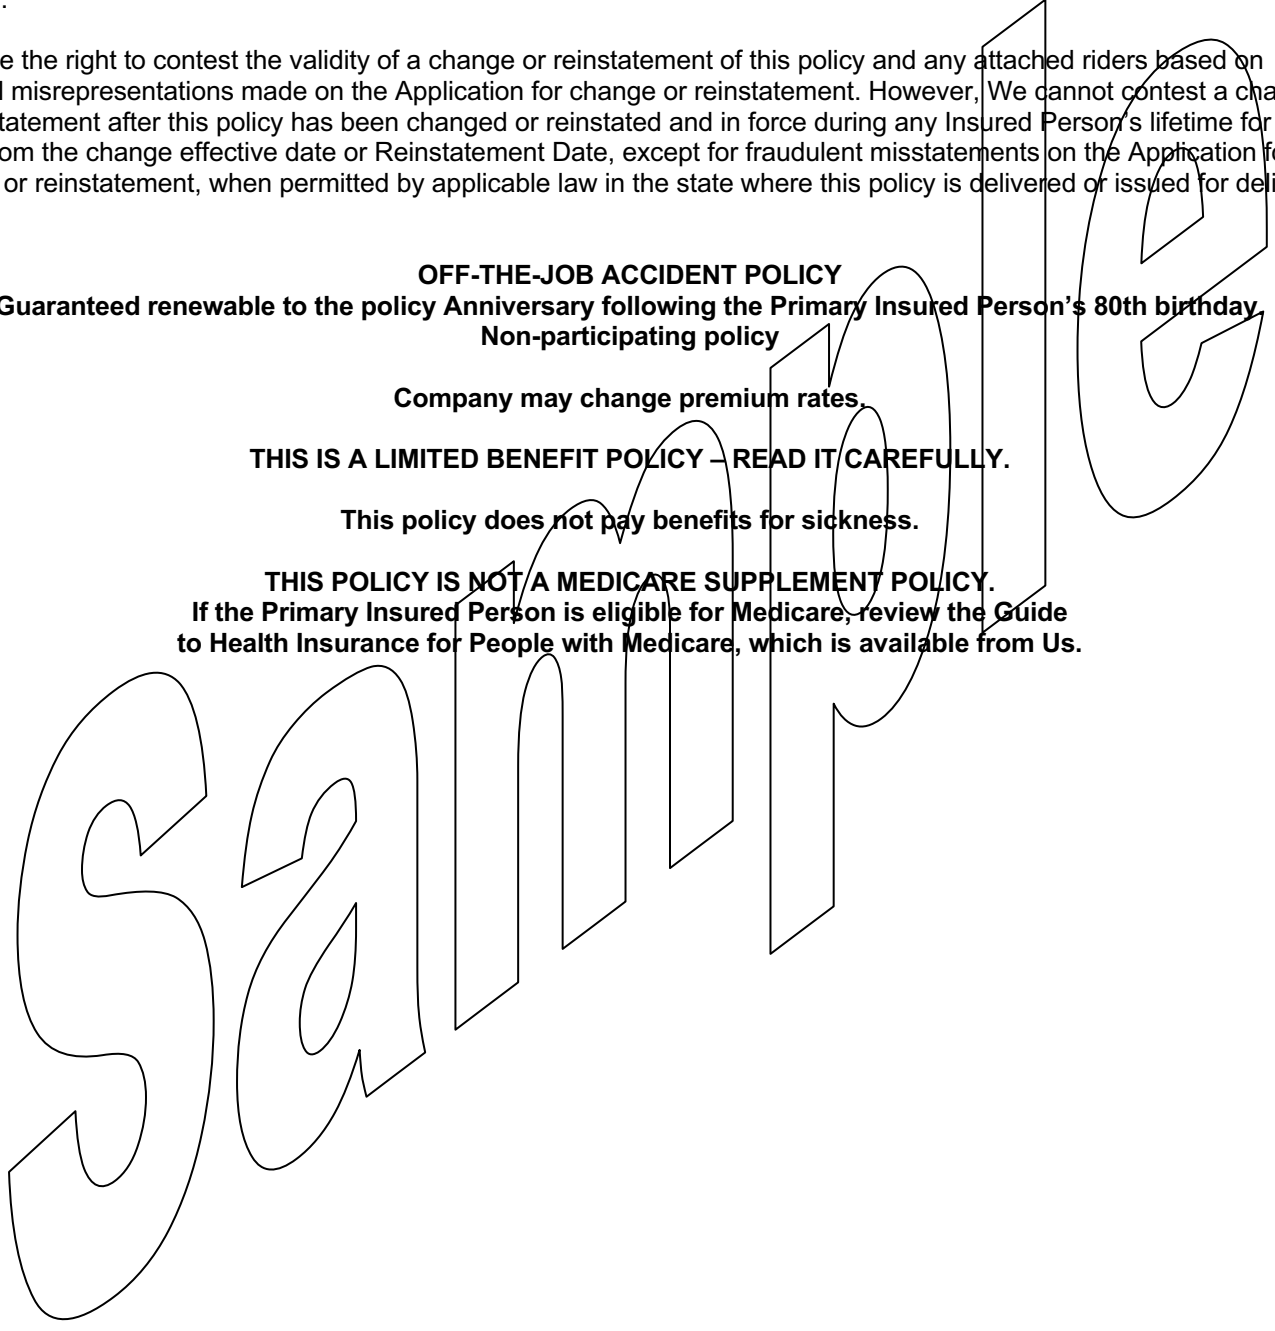 .
e the right to contest the validity of a change or reinstatement of this policy and any attached riders based on
misrepresentations made on the Application for change or reinstatement. However, We cannot contest a cha
tatement after this policy has been changed or reinstated and in force during any Insured Person's lifetime for
om the change effective date or Reinstatement Date, except for fraudulent misstatements on the Application fo
or reinstatement, when permitted by applicable law in the state where this policy is delivered or issued for deli
OFF-THE-JOB ACCIDENT POLICY
Guaranteed renewable to the policy Anniversary following the Primary Insured Person's 80th birthday.
Non-participating policy
Company may change premium rates.
THIS IS A LIMITED BENEFIT POLICY – READ IT CAREFULLY.
This policy does not pay benefits for sickness.
THIS POLICY IS NOT A MEDICARE SUPPLEMENT POLICY.
If the Primary Insured Person is eligible for Medicare, review the Guide
to Health Insurance for People with Medicare, which is available from Us.
Sample